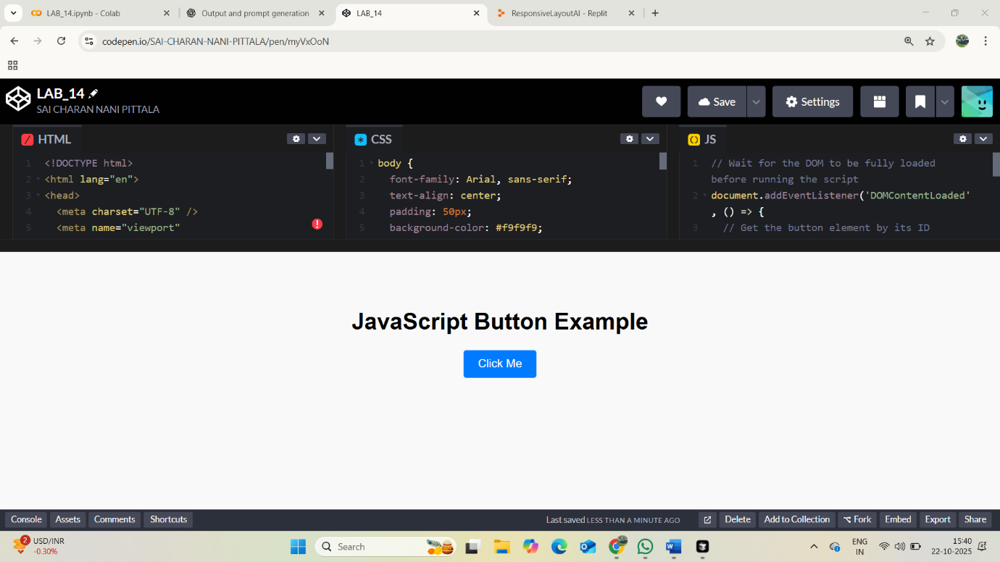 LAB_14.ipynb - Colab
Output and prompt generation
LAB_14
ResponsiveLayoutAI - Replit
codepen.io/SAI-CHARAN-NANI-PITTALA/pen/myVxOoN
LAB_14
SAI CHARAN NANI PITTALA
Save
Settings
HTML
1 <!DOCTYPE html>
2 <html lang="en">
3 <head>
4 <meta charset="UTF-8" />
5 <meta name="viewport"
CSS
1 body {
2 font-family: Arial, sans-serif;
3 text-align: center;
4 padding: 50px;
5 background-color: #f9f9f9;
JS
1 // Wait for the DOM to be fully loaded
before running the script
2 document.addEventListener('DOMContentLoaded'
, () => {
3 // Get the button element by its ID
JavaScript Button Example
Click Me
Console Assets Comments Shortcuts
Last saved LESS THAN A MINUTE AGO
Delete Add to Collection Fork Embed Export Share
2
USD/INR
-0.30%
Search
ENG
IN
15:40
22-10-2025